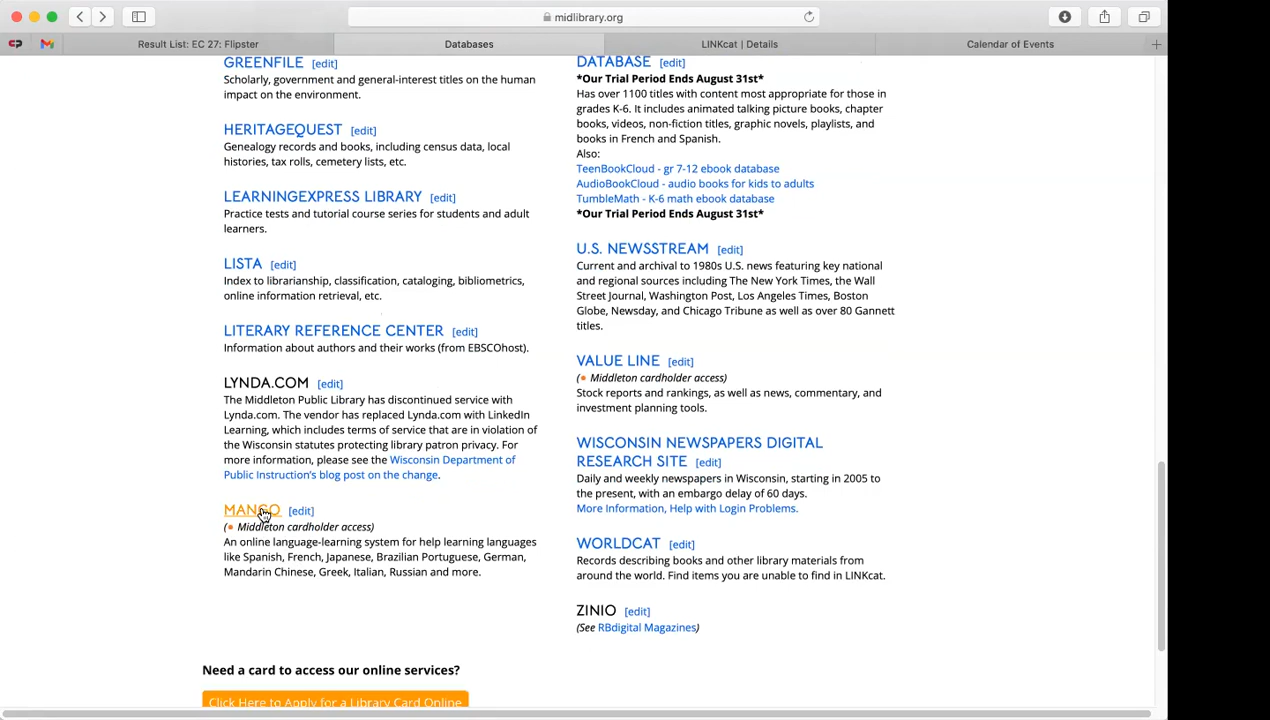 midlibrary.org
Result List: EC 27: Flipster
Databases
LINKcat | Details
Calendar of Events
GREENFILE [edit]
Scholarly, government and general-interest titles on the human
impact on the environment.
HERITAGEQUEST [edit]
Genealogy records and books, including census data, local
histories, tax rolls, cemetery lists, etc.
LEARNINGEXPRESS LIBRARY [edit]
Practice tests and tutorial course series for students and adult
learners.
LISTA [edit]
Index to librarianship, classification, cataloging, bibliometrics,
online information retrieval, etc.
LITERARY REFERENCE CENTER [edit]
Information about authors and their works (from EBSCOhost).
LYNDA.COM [edit]
The Middleton Public Library has discontinued service with
Lynda.com. The vendor has replaced Lynda.com with LinkedIn
Learning, which includes terms of service that are in violation of
the Wisconsin statutes protecting library patron privacy. For
more information, please see the Wisconsin Department of
Public Instruction's blog post on the change.
MANGO [edit]
(• Middleton cardholder access)
An online language-learning system for help learning languages
like Spanish, French, Japanese, Brazilian Portuguese, German,
Mandarin Chinese, Greek, Italian, Russian and more.
DATABASE [edit]
*Our Trial Period Ends August 31st*
Has over 1100 titles with content most appropriate for those in
grades K-6. It includes animated talking picture books, chapter
books, videos, non-fiction titles, graphic novels, playlists, and
books in French and Spanish.
Also:
TeenBookCloud - gr 7-12 ebook database
AudioBookCloud - audio books for kids to adults
TumbleMath - K-6 math ebook database
*Our Trial Period Ends August 31st*
U.S. NEWSSTREAM [edit]
Current and archival to 1980s U.S. news featuring key national
and regional sources including The New York Times, the Wall
Street Journal, Washington Post, Los Angeles Times, Boston
Globe, Newsday, and Chicago Tribune as well as over 80 Gannett
titles.
VALUE LINE [edit]
(• Middleton cardholder access)
Stock reports and rankings, as well as news, commentary, and
investment planning tools.
WISCONSIN NEWSPAPERS DIGITAL
RESEARCH SITE [edit]
Daily and weekly newspapers in Wisconsin, starting in 2005 to
the present, with an embargo delay of 60 days.
More Information, Help with Login Problems.
WORLDCAT [edit]
Records describing books and other library materials from
around the world. Find items you are unable to find in LINKcat.
ZINIO [edit]
(See RBdigital Magazines)
Need a card to access our online services?
Click Here to Apply for a Library Card Online